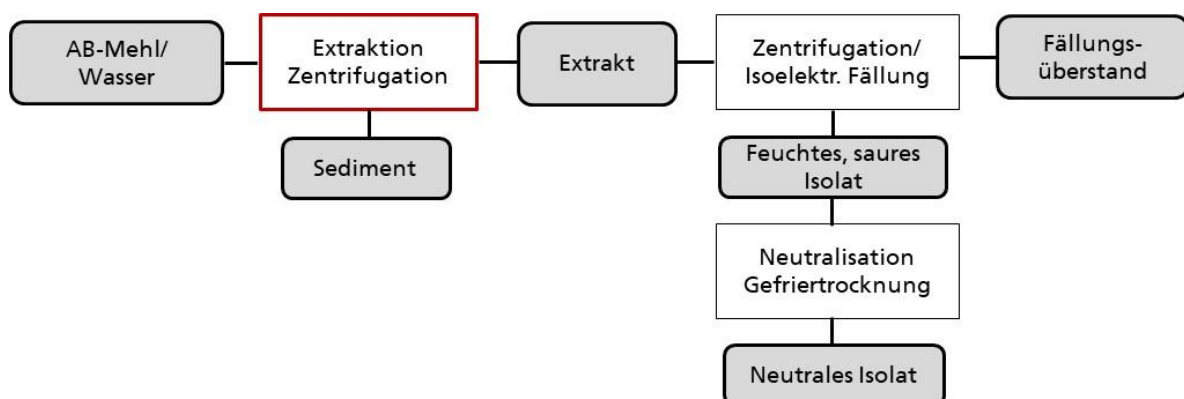 AB-Mehl/
Wasser
Extraktion
Zentrifugation
Extrakt
Zentrifugation/
Isoelektr. Fällung
Fällungs-
überstand
Sediment
Feuchtes, saures
Isolat
Neutralisation
Gefriertrocknung
Neutrales Isolat